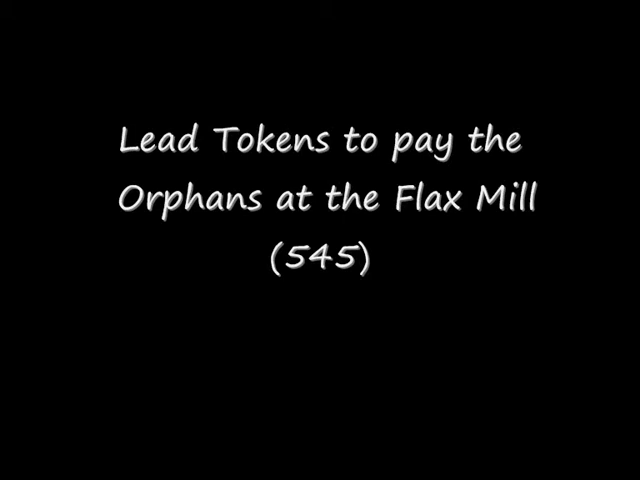 Lead Tokens to pay the
Orphans at the Flax Mill
(545)